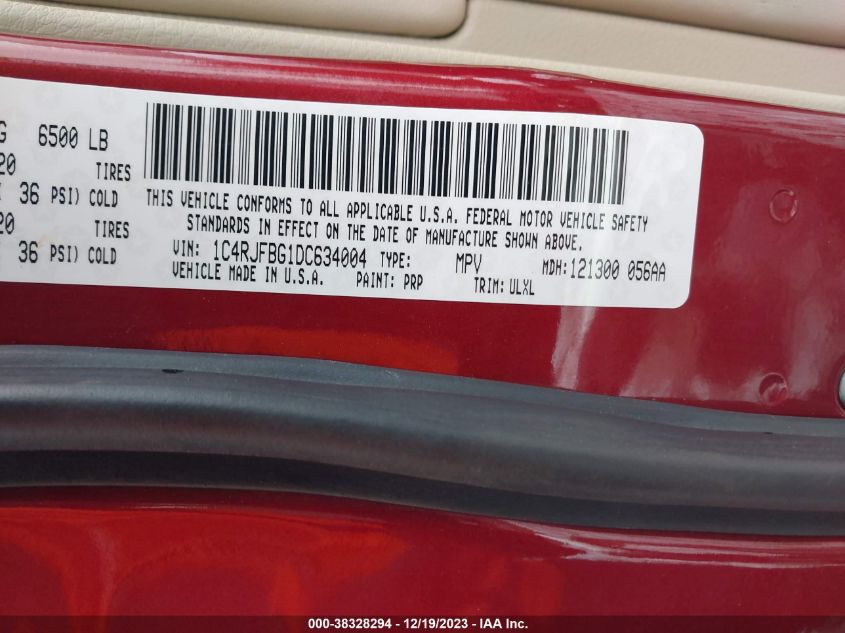 G 6500 LB
20 TIRES
36 PSI) COLD
20 TIRES
36 PSI) COLD
THIS VEHICLE CONFORMS TO ALL APPLICABLE U.S.A. FEDERAL MOTOR VEHICLE SAFETY
STANDARDS IN EFFECT ON THE DATE OF MANUFACTURE SHOWN ABOVE.
VIN: 1C4RJFBG1DC634004 TYPE: MPV MDH:121300 056AA
VEHICLE MADE IN U.S.A. PAINT: PRP TRIM: ULXL
000-38328294 - 12/19/2023 - IAA Inc.